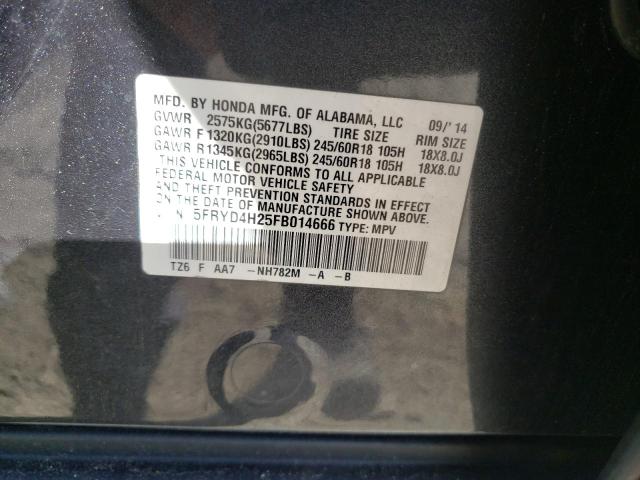 MFD. BY HONDA MFG. OF ALABAMA, LLC 09/'14
GVWR 2575KG(5677LBS) TIRE SIZE RIM SIZE
GAWR F 1320KG(2910LBS) 245/60R18 105H 18X8.0J
GAWR R 1345KG(2965LBS) 245/60R18 105H 18X8.0J
THIS VEHICLE CONFORMS TO ALL APPLICABLE
FEDERAL MOTOR VEHICLE SAFETY
AND THEFT PREVENTION STANDARDS IN EFFECT
ON THE DATE OF MANUFACTURE SHOWN ABOVE.
5FRYD4H25FB014666 TYPE: MPV
TZ6 F AA7 -NH782M -A -B